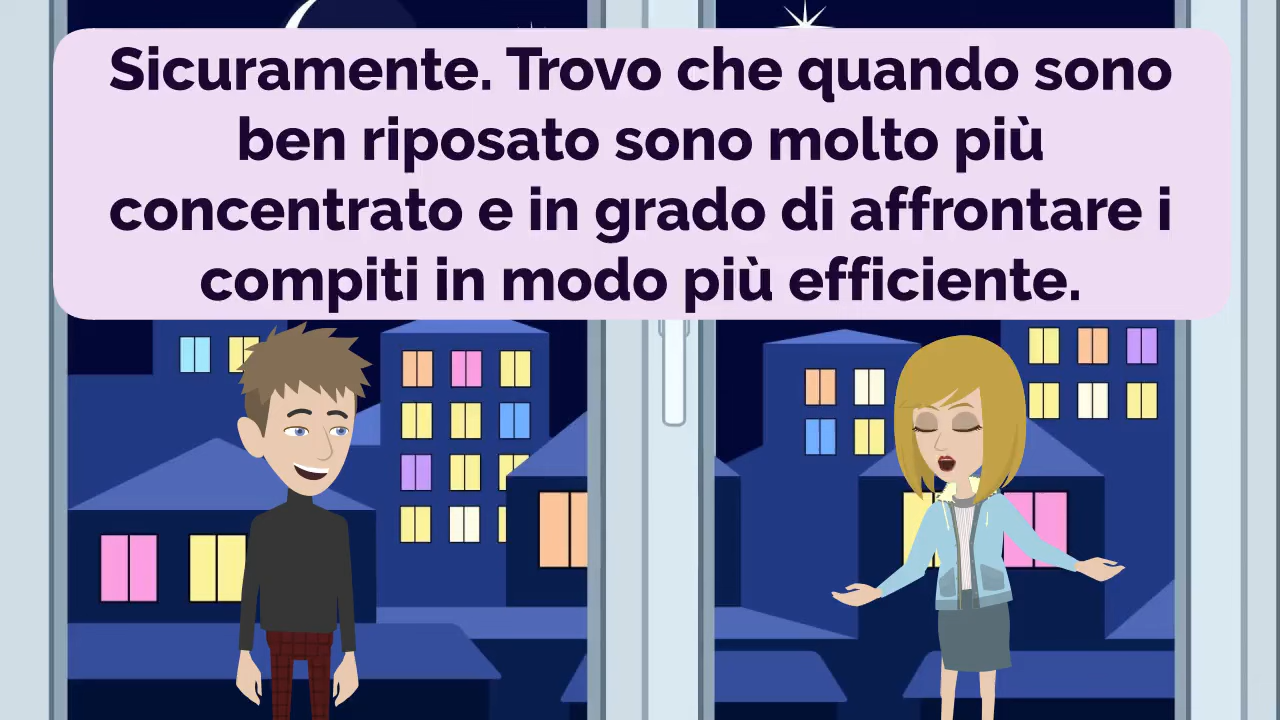 Sicuramente. Trovo che quando sono
ben riposato sono molto più
concentrato e in grado di affrontare i
compiti in modo più efficiente.